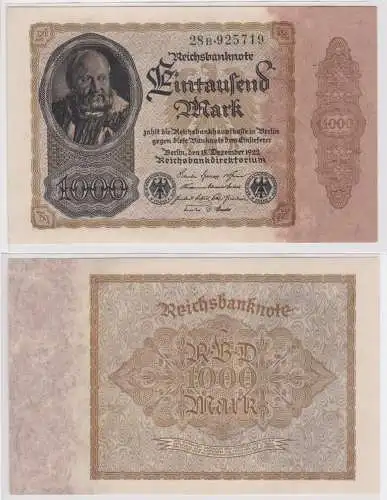 28B·925719
Reichsbanknote
Eintausend
Mark
zahlt die Reichsbankhauptkasse in Berlin
gegen diese Banknote dem Einlieferer
Berlin, den 15. Dezember 1922
Reichsbankdirektorium
1000
1000
Reichsbanknote
RBD
1000
Mark